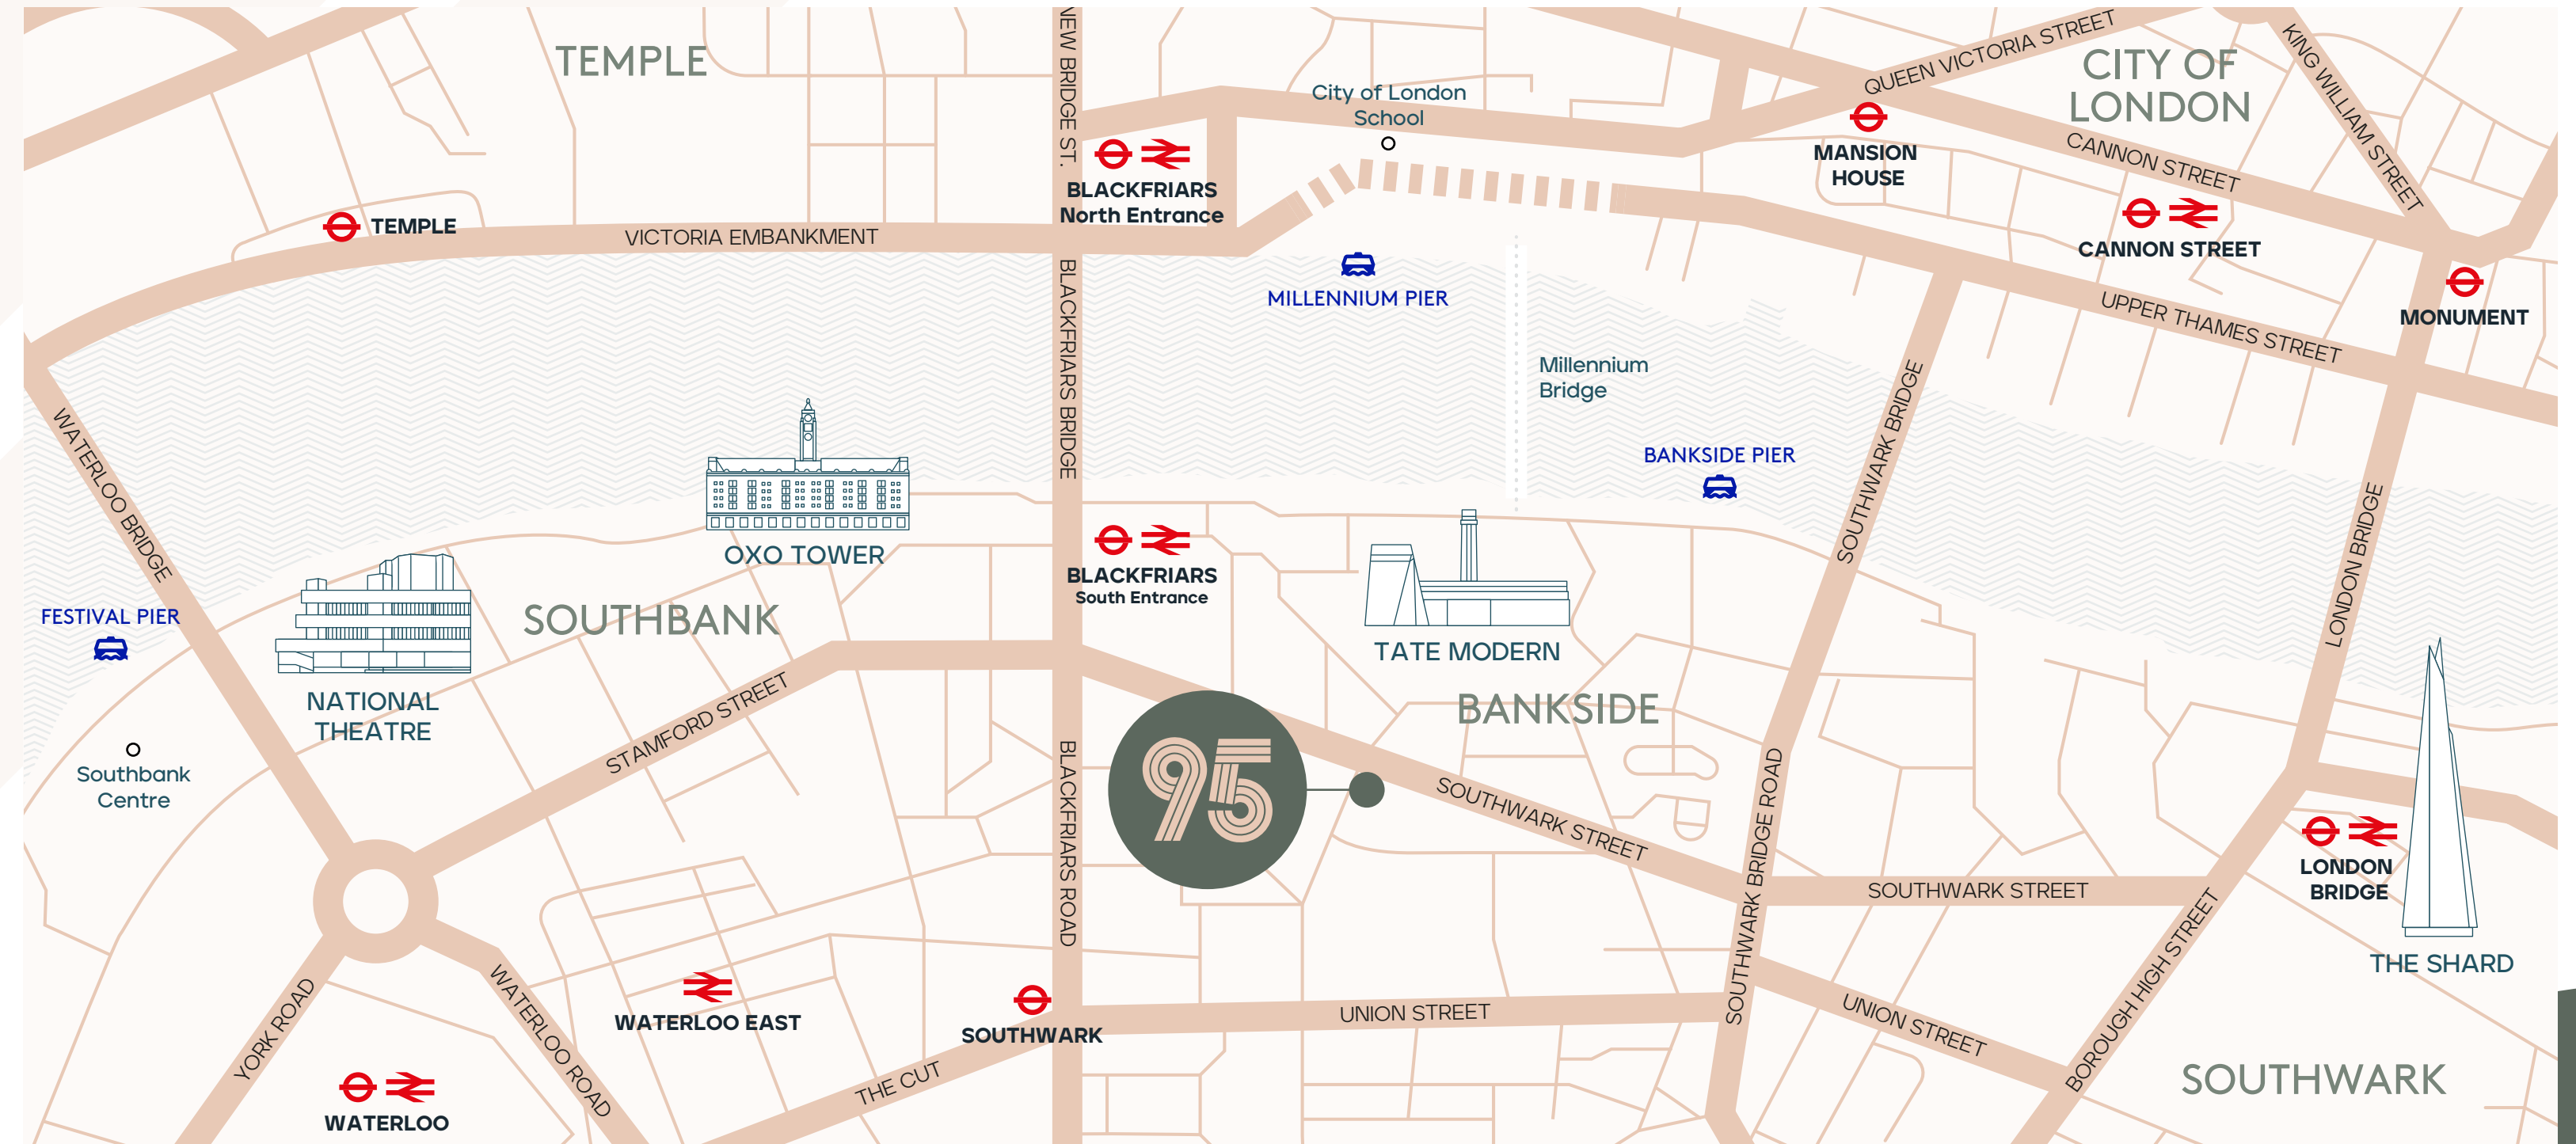 TEMPLE
NEW BRIDGE ST.
City of London
School
QUEEN VICTORIA STREET
CITY OF
LONDON
KING WILLIAM STREET
MANSION
HOUSE
CANNON STREET
BLACKFRIARS
North Entrance
TEMPLE
VICTORIA EMBANKMENT
CANNON STREET
MILLENNIUM PIER
UPPER THAMES STREET
MONUMENT
BLACKFRIARS BRIDGE
Millennium
Bridge
WATERLOO BRIDGE
BANKSIDE PIER
SOUTHWARK BRIDGE
LONDON BRIDGE
OXO TOWER
BLACKFRIARS
South Entrance
FESTIVAL PIER
SOUTHBANK
TATE MODERN
NATIONAL
THEATRE
BANKSIDE
STAMFORD STREET
Southbank
Centre
95
BLACKFRIARS ROAD
SOUTHWARK STREET
SOUTHWARK BRIDGE ROAD
SOUTHWARK STREET
LONDON
BRIDGE
THE SHARD
BOROUGH HIGH STREET
YORK ROAD
WATERLOO ROAD
WATERLOO EAST
SOUTHWARK
UNION STREET
UNION STREET
THE CUT
WATERLOO
SOUTHWARK